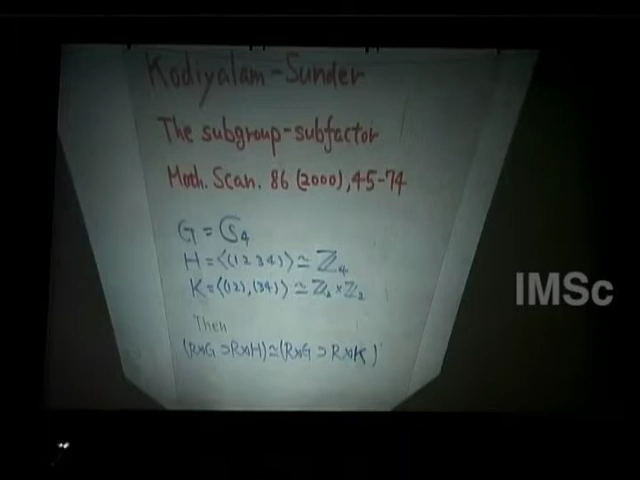 Kodiyalam-Sunder
The subgroup-subfactor
Math. Scan. 86 (2000), 45-74
G = 𝔖₄
H = ⟨(1 2 3 4)⟩ ≃ ℤ₄
K = ⟨(12), (34)⟩ ≃ ℤ₂ × ℤ₂
Then
(R⋊G ⊃ R⋊H) ≃ (R⋊G ⊃ R⋊K)
IMSc